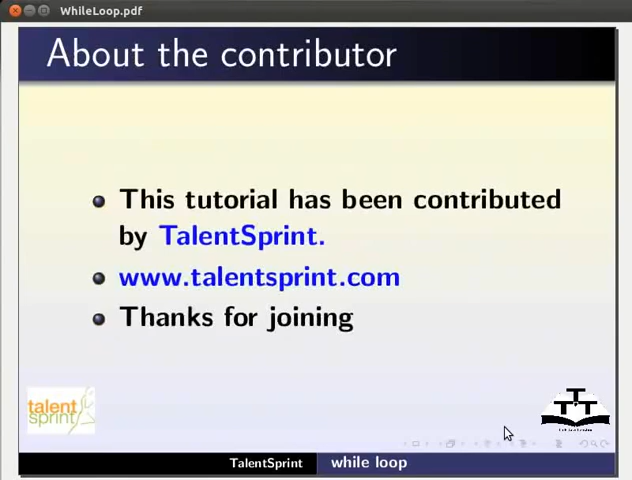 WhileLoop.pdf
About the contributor
This tutorial has been contributed
by TalentSprint.
www.talentsprint.com
Thanks for joining
talent
sprint
TalentSprint
while loop